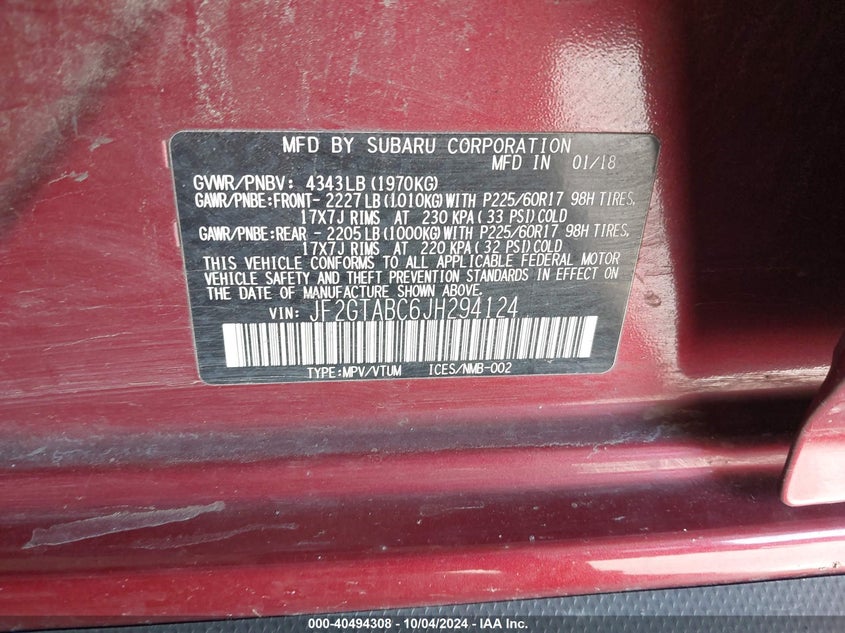 MFD BY SUBARU CORPORATION
MFD IN 01/18
GVWR/PNBV: 4343LB (1970KG)
GAWR/PNBE:FRONT- 2227 LB (1010KG) WITH P225/60R17 98H TIRES,
17X7J RIMS AT 230 KPA (33 PSI) COLD
GAWR/PNBE:REAR - 2205 LB (1000KG) WITH P225/60R17 98H TIRES,
17X7J RIMS AT 220 KPA (32 PSI) COLD
THIS VEHICLE CONFORMS TO ALL APPLICABLE FEDERAL MOTOR
VEHICLE SAFETY AND THEFT PREVENTION STANDARDS IN EFFECT ON
THE DATE OF MANUFACTURE SHOWN ABOVE.
VIN: JF2GTABC6JH294124
TYPE:MPV/VTUM ICES/NMB-002
000-40494308 - 10/04/2024 - IAA Inc.